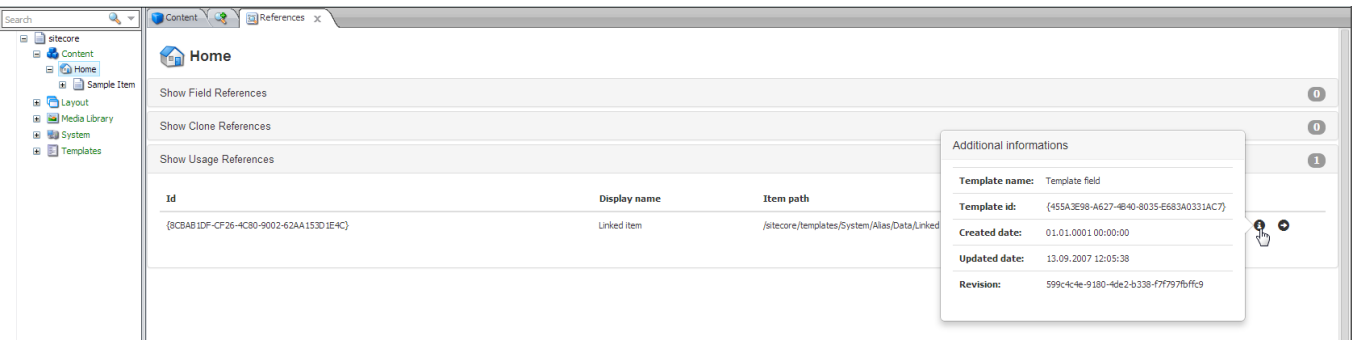 Search
Content
References x
sitecore
Content
Home
Sample Item
Layout
Media Library
System
Templates
Home
Show Field References 0
Show Clone References 0
Show Usage References 1
Id Display name Item path
{8CBAB1DF-CF26-4C80-9002-62AA153D1E4C} Linked item /sitecore/templates/System/Alias/Data/Linked
Additional informations
Template name: Template field
Template id: {455A3E98-A627-4B40-8035-E683A0331AC7}
Created date: 01.01.0001 00:00:00
Updated date: 13.09.2007 12:05:38
Revision: 599c4c4e-9180-4de2-b338-f7f797fbffc9